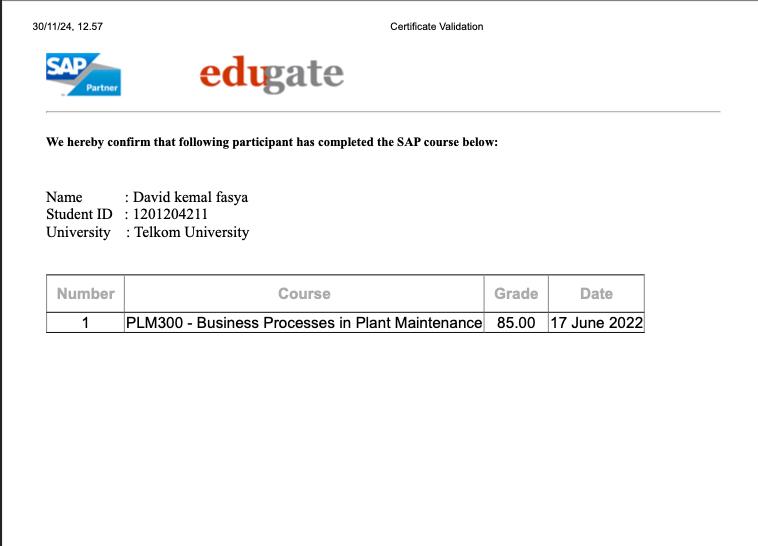 30/11/24, 12.57
Certificate Validation
SAP
Partner
edugate
We hereby confirm that following participant has completed the SAP course below:
Name : David kemal fasya
Student ID : 1201204211
University : Telkom University
Number Course Grade Date
1 PLM300 - Business Processes in Plant Maintenance 85.00 17 June 2022